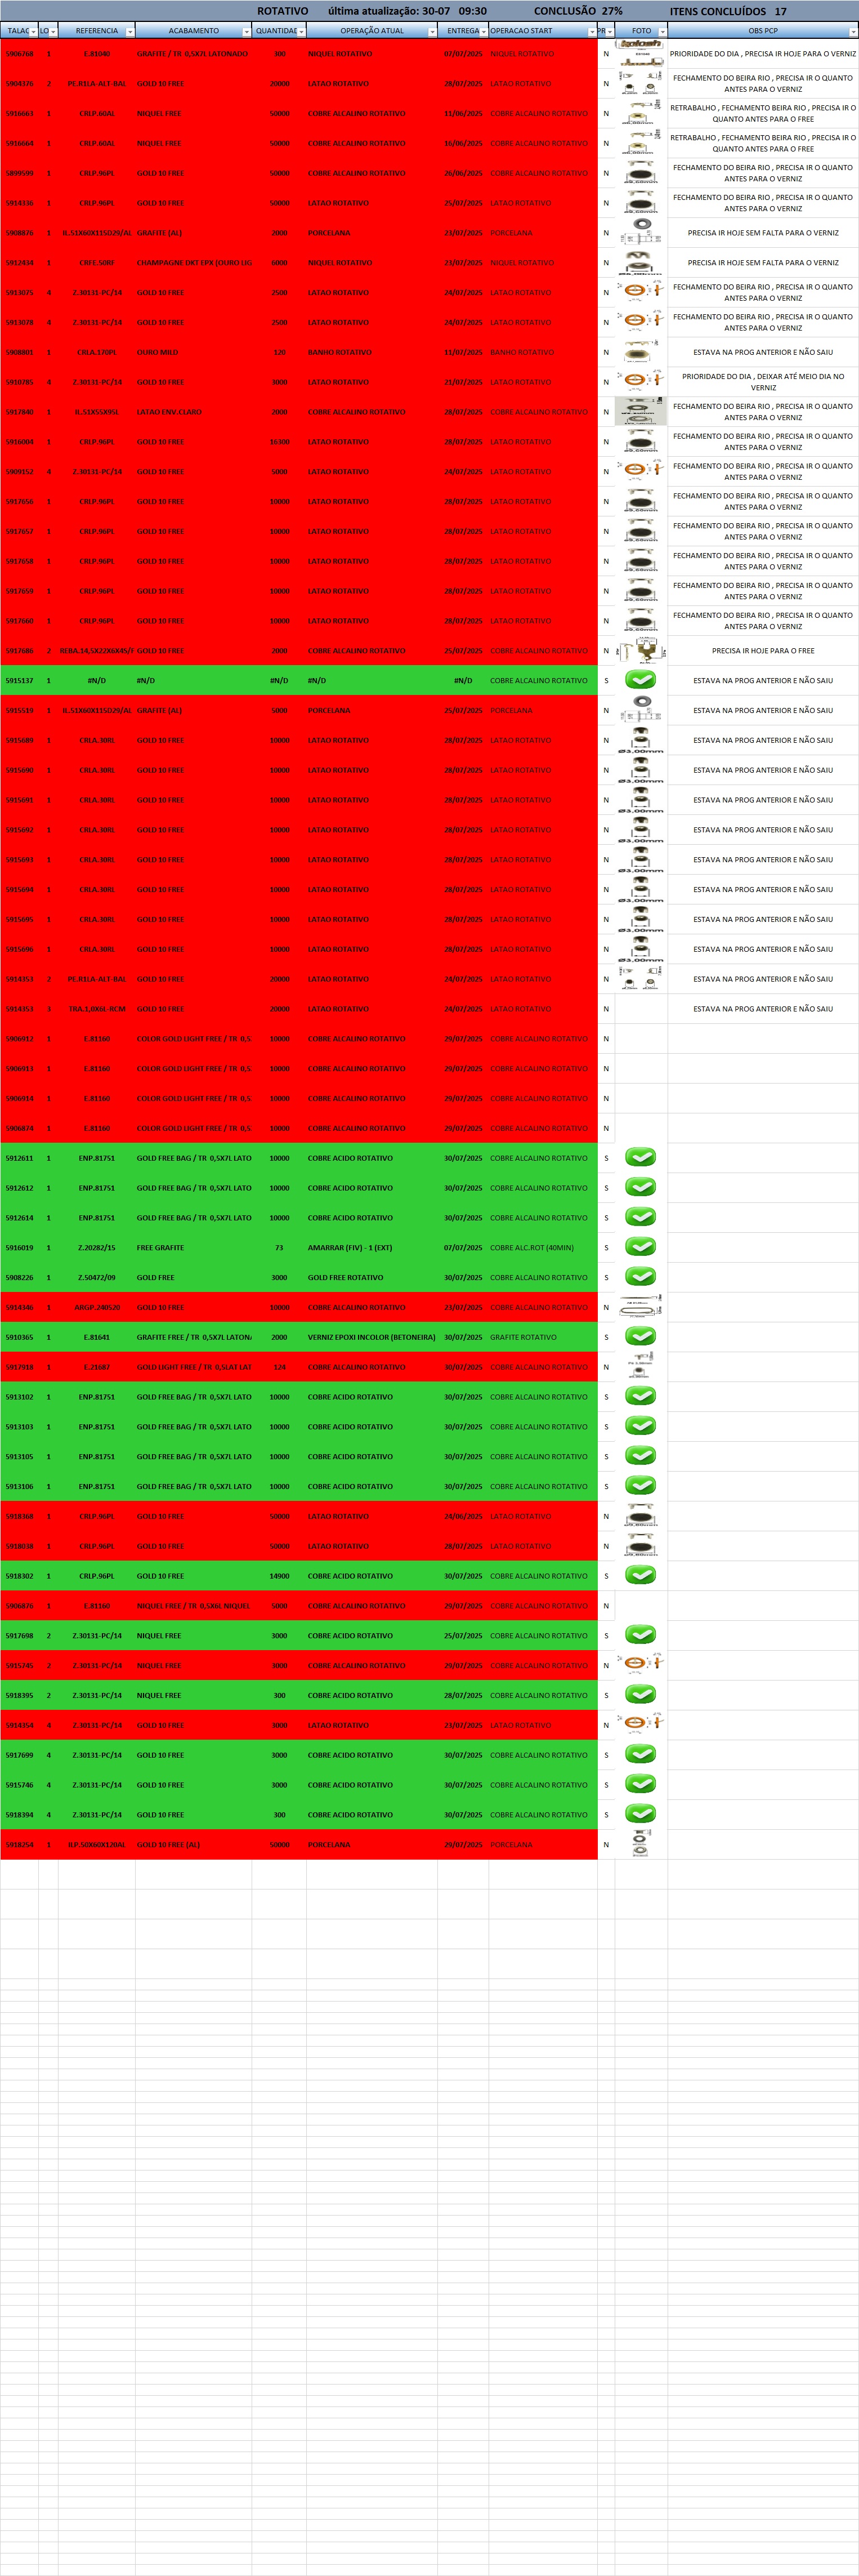 ROTATIVO última atualização: 30-07 09:30 CONCLUSÃO 27% ITENS CONCLUÍDOS 17
TALAC LO REFERENCIA ACABAMENTO QUANTIDAD OPERAÇÃO ATUAL ENTREGA OPERACAO START PR FOTO OBS PCP
5906768 1 E.81040 GRAFITE / TR 0,5X7L LATONADO 300 NIQUEL ROTATIVO 07/07/2025 NIQUEL ROTATIVO N PRIORIDADE DO DIA , PRECISA IR HOJE PARA O VERNIZ
5904376 2 PE.R1LA-ALT-BAL GOLD 10 FREE 20000 LATAO ROTATIVO 28/07/2025 LATAO ROTATIVO N FECHAMENTO DO BEIRA RIO , PRECISA IR O QUANTO
ANTES PARA O VERNIZ
5916663 1 CRLP.60AL NIQUEL FREE 50000 COBRE ALCALINO ROTATIVO 11/06/2025 COBRE ALCALINO ROTATIVO N RETRABALHO , FECHAMENTO BEIRA RIO , PRECISA IR O
QUANTO ANTES PARA O FREE
5916664 1 CRLP.60AL NIQUEL FREE 50000 COBRE ALCALINO ROTATIVO 16/06/2025 COBRE ALCALINO ROTATIVO N RETRABALHO , FECHAMENTO BEIRA RIO , PRECISA IR O
QUANTO ANTES PARA O FREE
5899599 1 CRLP.96PL GOLD 10 FREE 50000 COBRE ALCALINO ROTATIVO 26/06/2025 COBRE ALCALINO ROTATIVO N FECHAMENTO DO BEIRA RIO , PRECISA IR O QUANTO
ANTES PARA O VERNIZ
5914336 1 CRLP.96PL GOLD 10 FREE 50000 LATAO ROTATIVO 25/07/2025 LATAO ROTATIVO N FECHAMENTO DO BEIRA RIO , PRECISA IR O QUANTO
ANTES PARA O VERNIZ
5908876 1 IL.51X60X115D29/AL GRAFITE (AL) 2000 PORCELANA 21/07/2025 PORCELANA N PRECISA IR HOJE SEM FALTA PARA O VERNIZ
5912434 1 CRFE.50RF CHAMPAGNE DKT EPX (OURO LIG 6000 NIQUEL ROTATIVO 23/07/2025 NIQUEL ROTATIVO N PRECISA IR HOJE SEM FALTA PARA O VERNIZ
5913075 4 Z.30131-PC/14 GOLD 10 FREE 2500 LATAO ROTATIVO 24/07/2025 LATAO ROTATIVO N FECHAMENTO DO BEIRA RIO , PRECISA IR O QUANTO
ANTES PARA O VERNIZ
5913078 4 Z.30131-PC/14 GOLD 10 FREE 2500 LATAO ROTATIVO 24/07/2025 LATAO ROTATIVO N FECHAMENTO DO BEIRA RIO , PRECISA IR O QUANTO
ANTES PARA O VERNIZ
5908801 1 CRLA.170PL OURO MILD 120 BANHO ROTATIVO 11/07/2025 BANHO ROTATIVO N ESTAVA NA PROG ANTERIOR E NÃO SAIU
5910785 4 Z.30131-PC/14 GOLD 10 FREE 3000 LATAO ROTATIVO 21/07/2025 LATAO ROTATIVO N PRIORIDADE DO DIA , DEIXAR ATÉ MEIO DIA NO
VERNIZ
5917840 1 IL.51X55X95L LATAO ENV. CLARO 2000 COBRE ALCALINO ROTATIVO 28/07/2025 COBRE ALCALINO ROTATIVO N FECHAMENTO DO BEIRA RIO , PRECISA IR O QUANTO
ANTES PARA O VERNIZ
5916004 1 CRLP.96PL GOLD 10 FREE 16300 LATAO ROTATIVO 28/07/2025 LATAO ROTATIVO N FECHAMENTO DO BEIRA RIO , PRECISA IR O QUANTO
ANTES PARA O VERNIZ
5909152 4 Z.30131-PC/14 GOLD 10 FREE 5000 LATAO ROTATIVO 24/07/2025 LATAO ROTATIVO N FECHAMENTO DO BEIRA RIO , PRECISA IR O QUANTO
ANTES PARA O VERNIZ
5917656 1 CRLP.96PL GOLD 10 FREE 10000 LATAO ROTATIVO 28/07/2025 LATAO ROTATIVO N FECHAMENTO DO BEIRA RIO , PRECISA IR O QUANTO
ANTES PARA O VERNIZ
5917657 1 CRLP.96PL GOLD 10 FREE 10000 LATAO ROTATIVO 28/07/2025 LATAO ROTATIVO N FECHAMENTO DO BEIRA RIO , PRECISA IR O QUANTO
ANTES PARA O VERNIZ
5917658 1 CRLP.96PL GOLD 10 FREE 10000 LATAO ROTATIVO 28/07/2025 LATAO ROTATIVO N FECHAMENTO DO BEIRA RIO , PRECISA IR O QUANTO
ANTES PARA O VERNIZ
5917659 1 CRLP.96PL GOLD 10 FREE 10000 LATAO ROTATIVO 28/07/2025 LATAO ROTATIVO N FECHAMENTO DO BEIRA RIO , PRECISA IR O QUANTO
ANTES PARA O VERNIZ
5917660 1 CRLP.96PL GOLD 10 FREE 10000 LATAO ROTATIVO 28/07/2025 LATAO ROTATIVO N FECHAMENTO DO BEIRA RIO , PRECISA IR O QUANTO
ANTES PARA O VERNIZ
5917686 2 REBA.14,5X22X6X45/F GOLD 10 FREE 2000 COBRE ALCALINO ROTATIVO 25/07/2025 COBRE ALCALINO ROTATIVO N PRECISA IR HOJE PARA O FREE
5915137 1 #N/D #N/D #N/D #N/D #N/D COBRE ALCALINO ROTATIVO S ESTAVA NA PROG ANTERIOR E NÃO SAIU
5915519 1 IL.51X60X115D29/AL GRAFITE (AL) 5000 PORCELANA 25/07/2025 PORCELANA N ESTAVA NA PROG ANTERIOR E NÃO SAIU
5915689 1 CRLA.30RL GOLD 10 FREE 10000 LATAO ROTATIVO 28/07/2025 LATAO ROTATIVO N Ø3,00mm ESTAVA NA PROG ANTERIOR E NÃO SAIU
5915690 1 CRLA.30RL GOLD 10 FREE 10000 LATAO ROTATIVO 28/07/2025 LATAO ROTATIVO N Ø3,00mm ESTAVA NA PROG ANTERIOR E NÃO SAIU
5915691 1 CRLA.30RL GOLD 10 FREE 10000 LATAO ROTATIVO 28/07/2025 LATAO ROTATIVO N Ø3,00mm ESTAVA NA PROG ANTERIOR E NÃO SAIU
5915692 1 CRLA.30RL GOLD 10 FREE 10000 LATAO ROTATIVO 28/07/2025 LATAO ROTATIVO N Ø3,00mm ESTAVA NA PROG ANTERIOR E NÃO SAIU
5915693 1 CRLA.30RL GOLD 10 FREE 10000 LATAO ROTATIVO 28/07/2025 LATAO ROTATIVO N Ø3,00mm ESTAVA NA PROG ANTERIOR E NÃO SAIU
5915694 1 CRLA.30RL GOLD 10 FREE 10000 LATAO ROTATIVO 28/07/2025 LATAO ROTATIVO N Ø3,00mm ESTAVA NA PROG ANTERIOR E NÃO SAIU
5915695 1 CRLA.30RL GOLD 10 FREE 10000 LATAO ROTATIVO 28/07/2025 LATAO ROTATIVO N Ø3,00mm ESTAVA NA PROG ANTERIOR E NÃO SAIU
5915696 1 CRLA.30RL GOLD 10 FREE 10000 LATAO ROTATIVO 28/07/2025 LATAO ROTATIVO N Ø3,00mm ESTAVA NA PROG ANTERIOR E NÃO SAIU
5914353 2 PE.R1LA-ALT-BAL GOLD 10 FREE 20000 LATAO ROTATIVO 24/07/2025 LATAO ROTATIVO N ESTAVA NA PROG ANTERIOR E NÃO SAIU
5914353 3 TRA.1,0X6L-RCM GOLD 10 FREE 20000 LATAO ROTATIVO 24/07/2025 LATAO ROTATIVO N ESTAVA NA PROG ANTERIOR E NÃO SAIU
5906912 1 E.81160 COLOR GOLD LIGHT FREE / TR 0,5 10000 COBRE ALCALINO ROTATIVO 29/07/2025 COBRE ALCALINO ROTATIVO N
5906913 1 E.81160 COLOR GOLD LIGHT FREE / TR 0,5 10000 COBRE ALCALINO ROTATIVO 29/07/2025 COBRE ALCALINO ROTATIVO N
5906914 1 E.81160 COLOR GOLD LIGHT FREE / TR 0,5 10000 COBRE ALCALINO ROTATIVO 29/07/2025 COBRE ALCALINO ROTATIVO N
5906874 1 E.81160 COLOR GOLD LIGHT FREE / TR 0,5 10000 COBRE ALCALINO ROTATIVO 29/07/2025 COBRE ALCALINO ROTATIVO N
5912611 1 ENP.81751 GOLD FREE BAG / TR 0,5X7L LATO 10000 COBRE ACIDO ROTATIVO 30/07/2025 COBRE ALCALINO ROTATIVO S
5912612 1 ENP.81751 GOLD FREE BAG / TR 0,5X7L LATO 10000 COBRE ACIDO ROTATIVO 30/07/2025 COBRE ALCALINO ROTATIVO S
5912614 1 ENP.81751 GOLD FREE BAG / TR 0,5X7L LATO 10000 COBRE ACIDO ROTATIVO 30/07/2025 COBRE ALCALINO ROTATIVO S
5916019 1 Z.20282/15 FREE GRAFITE 73 AMARRAR (FIV) - 1 (EXT) 07/07/2025 COBRE ALC.ROT (40MIN) S
5908226 1 Z.50472/09 GOLD FREE 3000 GOLD FREE ROTATIVO 30/07/2025 COBRE ALCALINO ROTATIVO S
5914346 1 ARGP.240520 GOLD 10 FREE 10000 COBRE ALCALINO ROTATIVO 21/07/2025 COBRE ALCALINO ROTATIVO N
5910365 1 E.81641 GRAFITE FREE / TR 0,5X7L LATONA 2000 VERNIZ EPOXI INCOLOR (BETONEIRA) 30/07/2025 GRAFITE ROTATIVO S
5917918 1 E.21687 GOLD LIGHT FREE / TR 0,5LAT LAT 124 COBRE ALCALINO ROTATIVO 30/07/2025 COBRE ALCALINO ROTATIVO N
5913102 1 ENP.81751 GOLD FREE BAG / TR 0,5X7L LATO 10000 COBRE ACIDO ROTATIVO 30/07/2025 COBRE ALCALINO ROTATIVO S
5913103 1 ENP.81751 GOLD FREE BAG / TR 0,5X7L LATO 10000 COBRE ACIDO ROTATIVO 30/07/2025 COBRE ALCALINO ROTATIVO S
5913105 1 ENP.81751 GOLD FREE BAG / TR 0,5X7L LATO 10000 COBRE ACIDO ROTATIVO 30/07/2025 COBRE ALCALINO ROTATIVO S
5913106 1 ENP.81751 GOLD FREE BAG / TR 0,5X7L LATO 10000 COBRE ACIDO ROTATIVO 30/07/2025 COBRE ALCALINO ROTATIVO S
5918368 1 CRLP.96PL GOLD 10 FREE 50000 LATAO ROTATIVO 24/06/2025 LATAO ROTATIVO N
5918038 1 CRLP.96PL GOLD 10 FREE 50000 LATAO ROTATIVO 28/07/2025 LATAO ROTATIVO N
5918302 1 CRLP.96PL GOLD 10 FREE 14900 COBRE ACIDO ROTATIVO 30/07/2025 COBRE ALCALINO ROTATIVO S
5906876 1 E.81160 NIQUEL FREE / TR 0,5X6L NIQUEL 5000 COBRE ALCALINO ROTATIVO 29/07/2025 COBRE ALCALINO ROTATIVO N
5917698 2 Z.30131-PC/14 NIQUEL FREE 3000 COBRE ACIDO ROTATIVO 25/07/2025 COBRE ALCALINO ROTATIVO S
5915745 2 Z.30131-PC/14 NIQUEL FREE 3000 COBRE ALCALINO ROTATIVO 29/07/2025 COBRE ALCALINO ROTATIVO N
5918395 2 Z.30131-PC/14 NIQUEL FREE 300 COBRE ACIDO ROTATIVO 28/07/2025 COBRE ALCALINO ROTATIVO S
5914354 4 Z.30131-PC/14 GOLD 10 FREE 3000 LATAO ROTATIVO 21/07/2025 LATAO ROTATIVO N
5917699 4 Z.30131-PC/14 GOLD 10 FREE 3000 COBRE ACIDO ROTATIVO 30/07/2025 COBRE ALCALINO ROTATIVO S
5915746 4 Z.30131-PC/14 GOLD 10 FREE 3000 COBRE ACIDO ROTATIVO 30/07/2025 COBRE ALCALINO ROTATIVO S
5918394 4 Z.30131-PC/14 GOLD 10 FREE 300 COBRE ACIDO ROTATIVO 30/07/2025 COBRE ALCALINO ROTATIVO S
5918254 1 ILP.50X60X120AL GOLD 10 FREE (AL) 50000 PORCELANA 29/07/2025 PORCELANA N